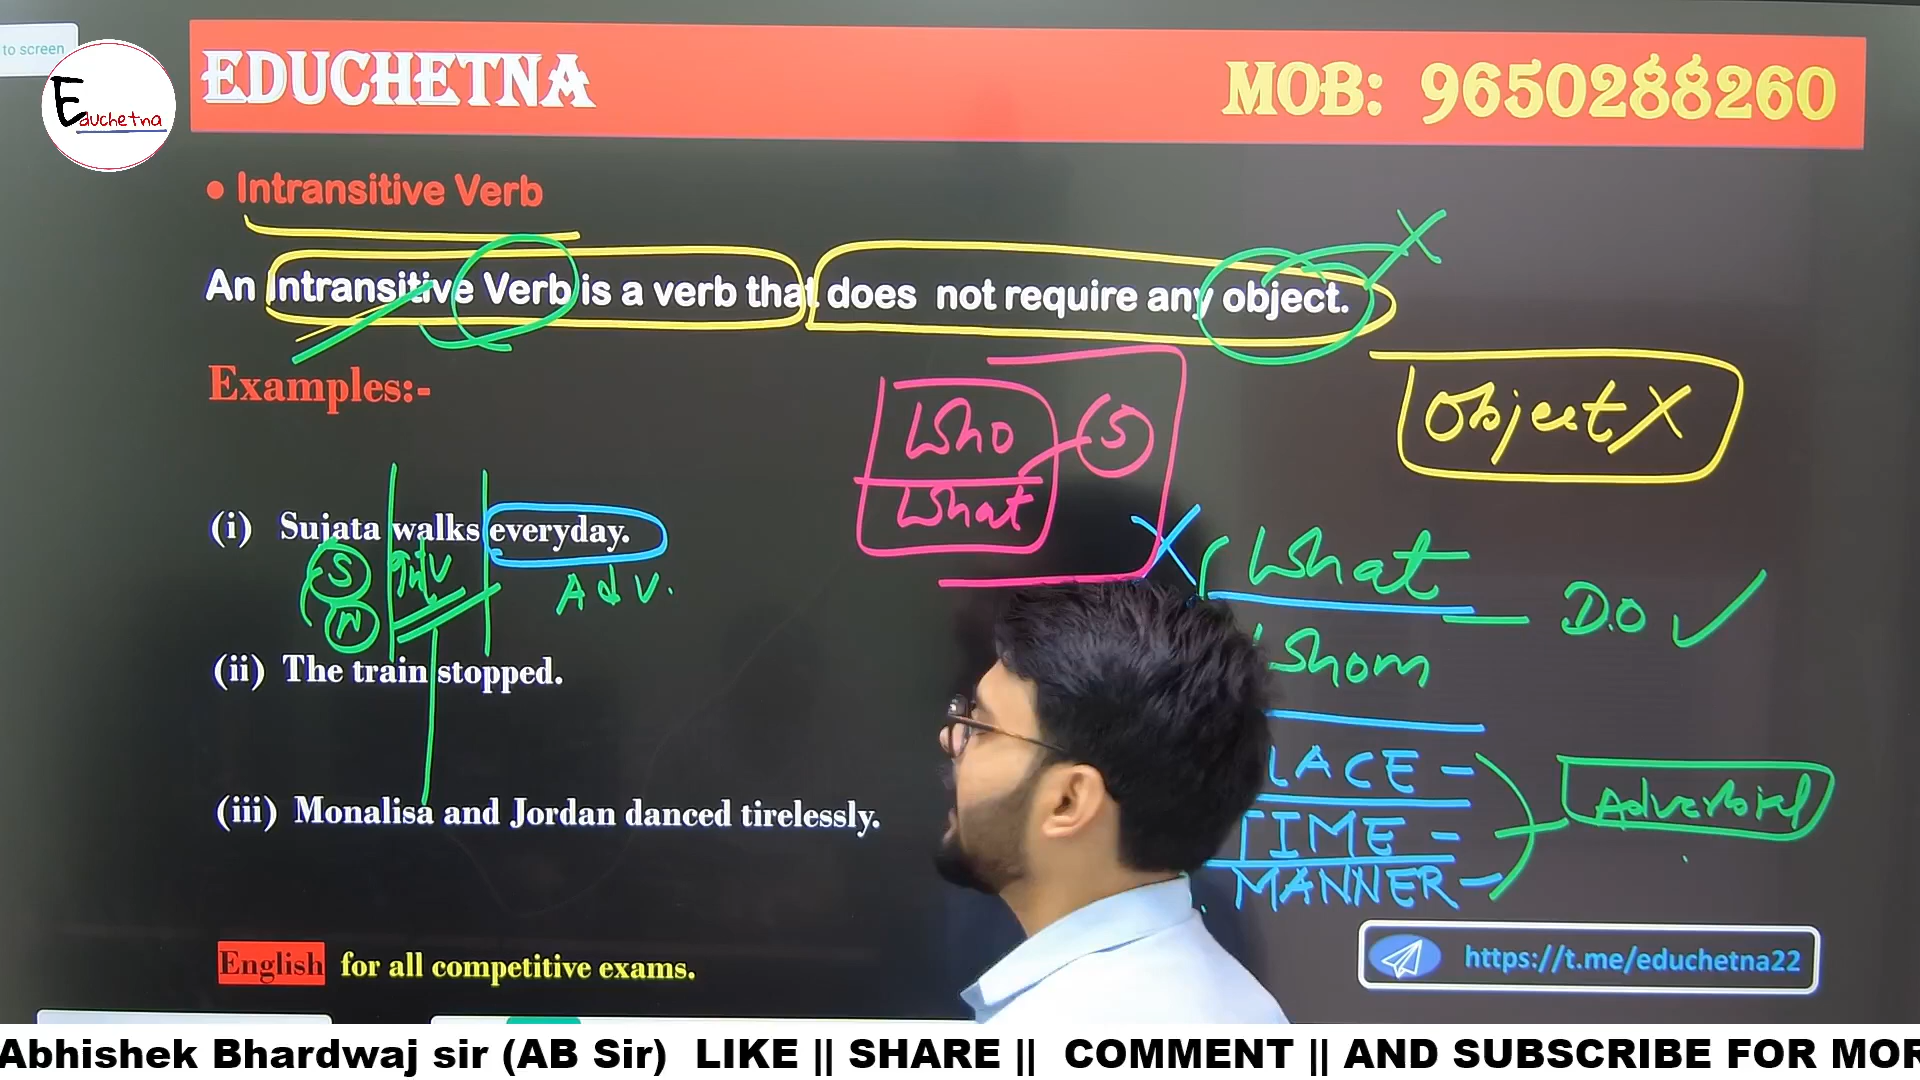 to screen
Educhetna
EDUCHETNA
MOB: 9650288260
• Intransitive Verb
An Intransitive Verb is a verb that does not require any object.
X
Examples:-
Who
What
S
Object X
(i) Sujata walks everyday.
S
N
Adv.
X
What
Whom
D.O ✓
(ii) The train stopped.
LACE -
TIME -
MANNER -
Adverbial
(iii) Monalisa and Jordan danced tirelessly.
English for all competitive exams.
https://t.me/educhetna22
Abhishek Bhardwaj sir (AB Sir) LIKE || SHARE || COMMENT || AND SUBSCRIBE FOR MOR